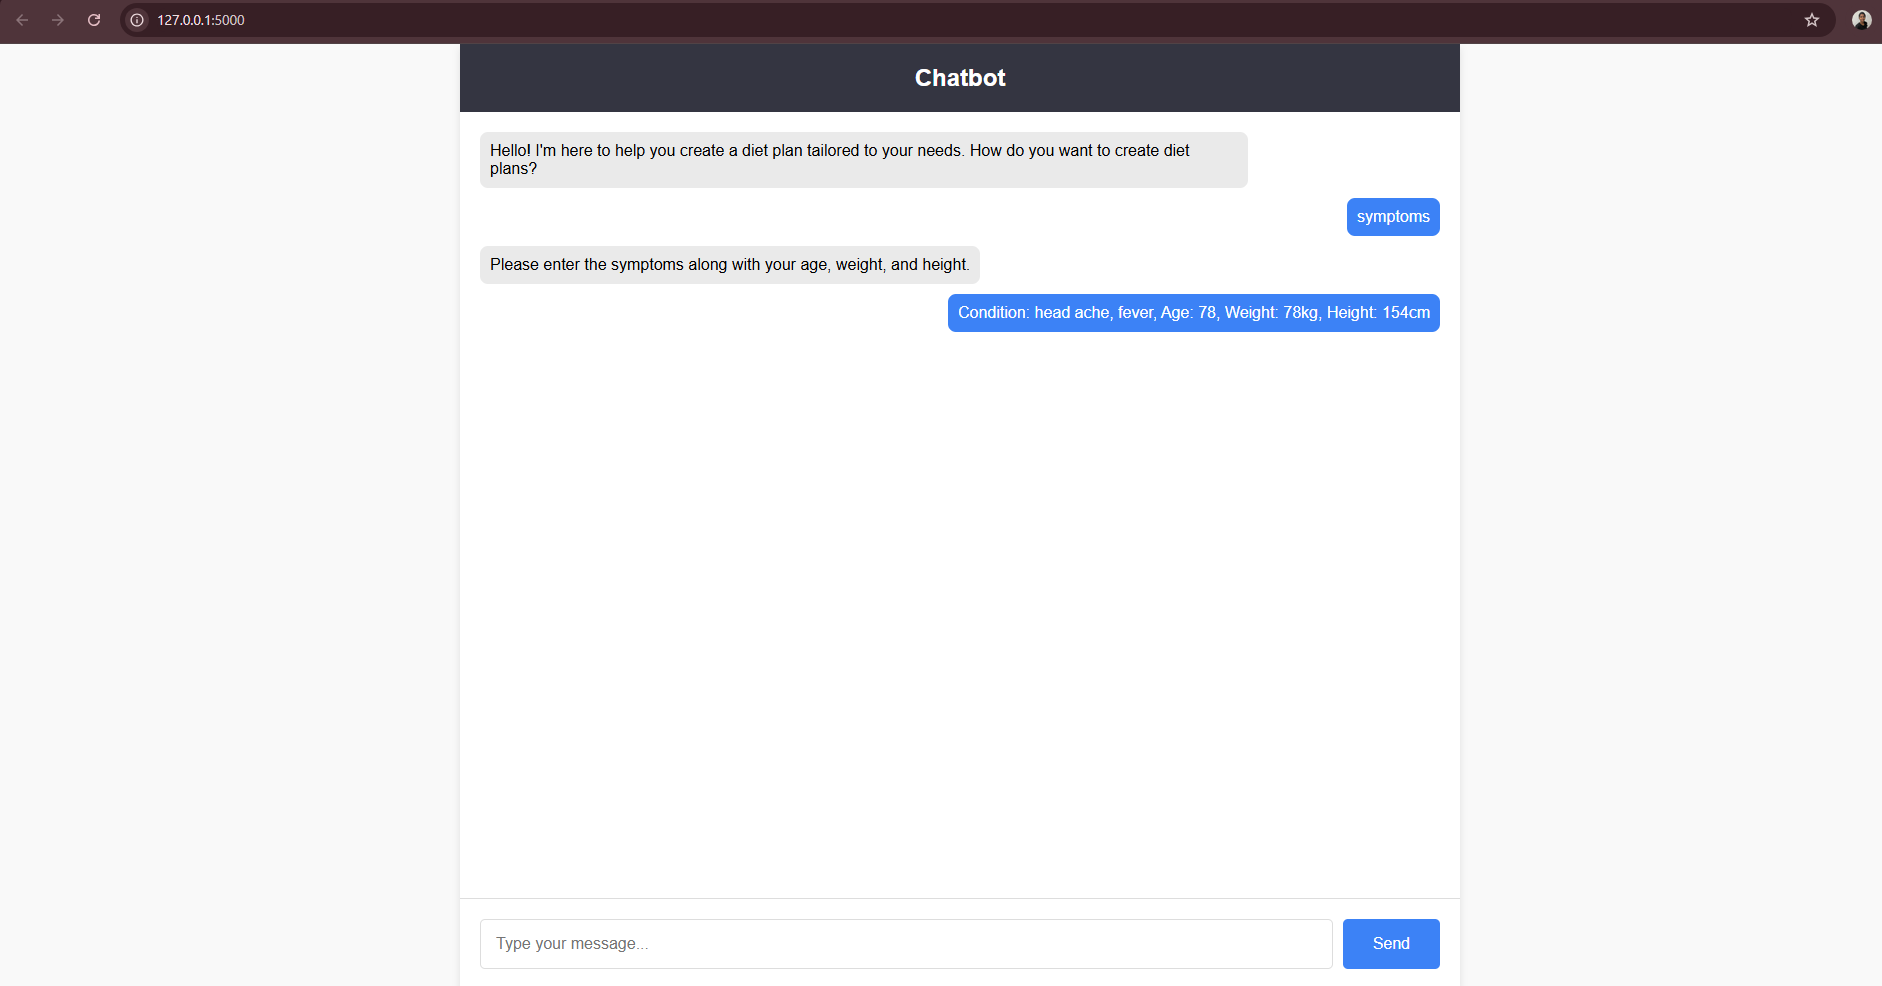 127.0.0.1:5000
Chatbot
Hello! I'm here to help you create a diet plan tailored to your needs. How do you want to create diet
plans?
symptoms
Please enter the symptoms along with your age, weight, and height.
Condition: head ache, fever, Age: 78, Weight: 78kg, Height: 154cm
Type your message...
Send